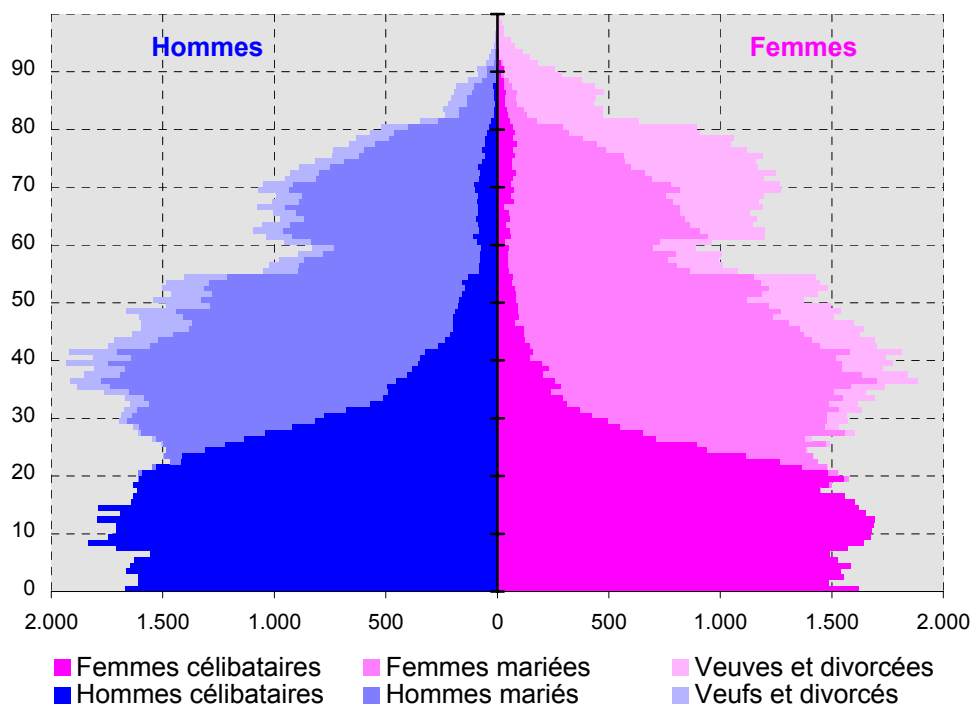 Hommes Femmes
90
80
70
60
50
40
30
20
10
0
2.000 1.500 1.000 500 0 500 1.000 1.500 2.000
Femmes célibataires Femmes mariées Veuves et divorcées
Hommes célibataires Hommes mariés Veufs et divorcés